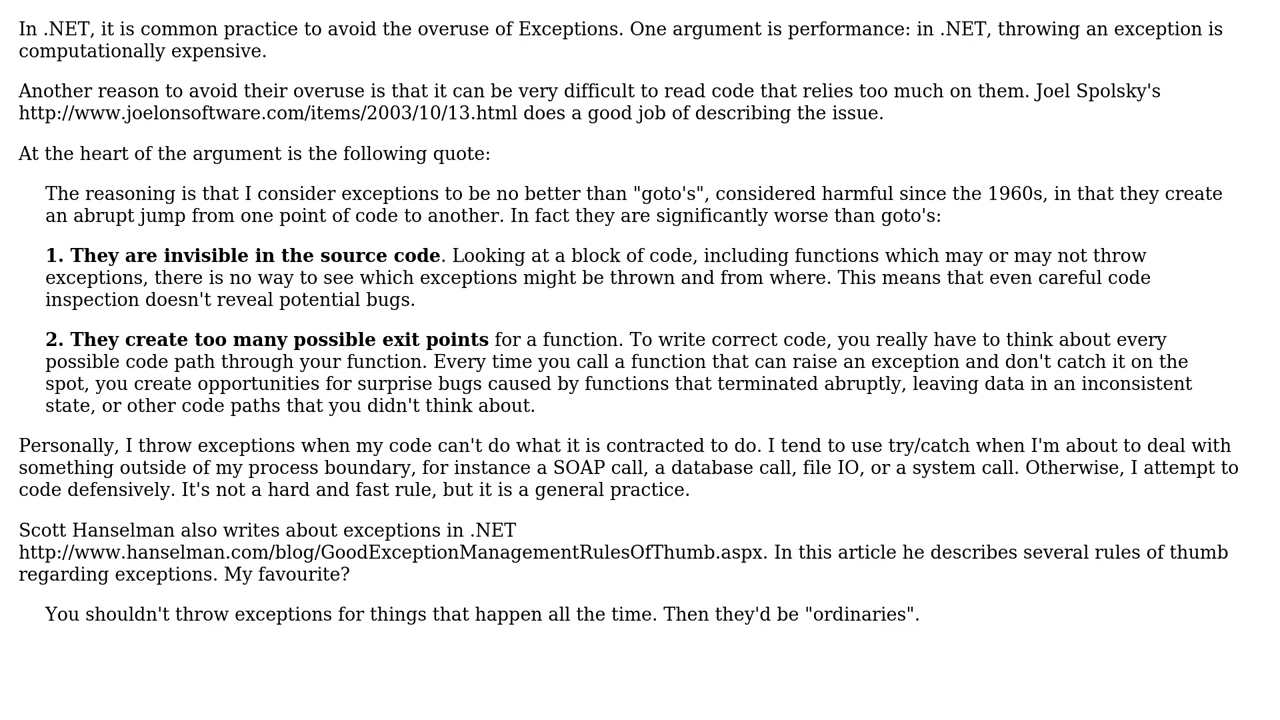 In .NET, it is common practice to avoid the overuse of Exceptions. One argument is performance: in .NET, throwing an exception is
computationally expensive.
Another reason to avoid their overuse is that it can be very difficult to read code that relies too much on them. Joel Spolsky's
http://www.joelonsoftware.com/items/2003/10/13.html does a good job of describing the issue.
At the heart of the argument is the following quote:
The reasoning is that I consider exceptions to be no better than "goto's", considered harmful since the 1960s, in that they create
an abrupt jump from one point of code to another. In fact they are significantly worse than goto's:
1. They are invisible in the source code. Looking at a block of code, including functions which may or may not throw
exceptions, there is no way to see which exceptions might be thrown and from where. This means that even careful code
inspection doesn't reveal potential bugs.
2. They create too many possible exit points for a function. To write correct code, you really have to think about every
possible code path through your function. Every time you call a function that can raise an exception and don't catch it on the
spot, you create opportunities for surprise bugs caused by functions that terminated abruptly, leaving data in an inconsistent
state, or other code paths that you didn't think about.
Personally, I throw exceptions when my code can't do what it is contracted to do. I tend to use try/catch when I'm about to deal with
something outside of my process boundary, for instance a SOAP call, a database call, file IO, or a system call. Otherwise, I attempt to
code defensively. It's not a hard and fast rule, but it is a general practice.
Scott Hanselman also writes about exceptions in .NET
http://www.hanselman.com/blog/GoodExceptionManagementRulesOfThumb.aspx. In this article he describes several rules of thumb
regarding exceptions. My favourite?
You shouldn't throw exceptions for things that happen all the time. Then they'd be "ordinaries".